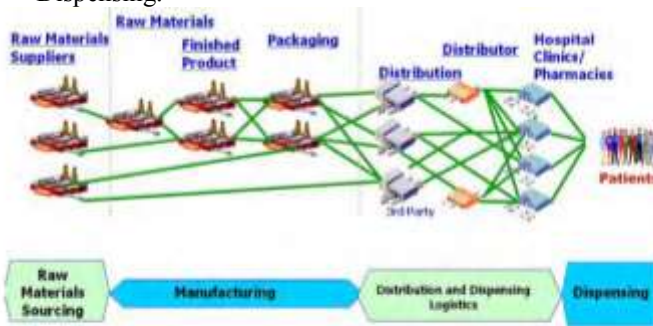 Dispensing.
Raw Materials
Suppliers
Raw Materials
Finished
Product
Packaging
Distribution
Distributor
Hospital
Clinics/
Pharmacies
3rd Party
Patients
Raw
Materials
Sourcing
Manufacturing
Distribution and Dispensing
Logistics
Dispensing